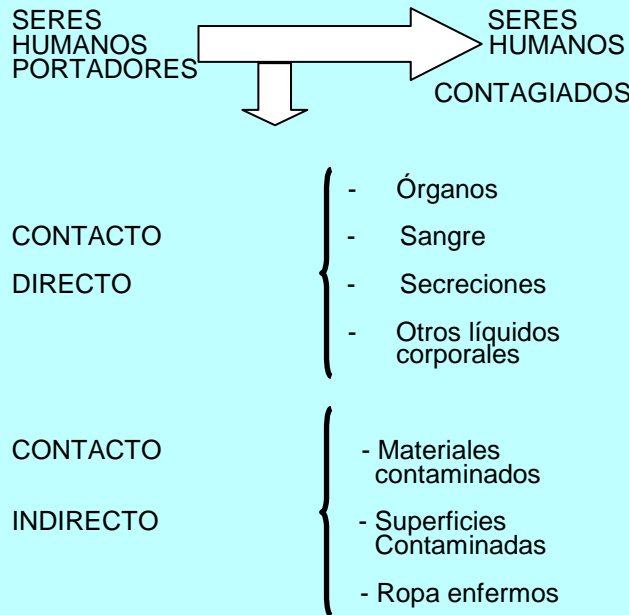 SERES
HUMANOS
PORTADORES
SERES
HUMANOS
CONTAGIADOS
CONTACTO
DIRECTO
- Órganos
- Sangre
- Secreciones
- Otros líquidos
corporales
CONTACTO
INDIRECTO
- Materiales
contaminados
- Superficies
Contaminadas
- Ropa enfermos